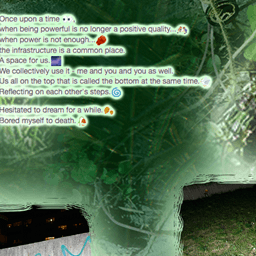 Once upon a time 👀,
when being powerful is no longer a positive quality...
when power is not enough...
the infrastructure is a common place.
A space for us.
We collectively use it_ me and you and you as well.
Us all on the top that is called the bottom at the same time.
Reflecting on each other's steps.🌀
Hesitated to dream for a while.
Bored myself to death.